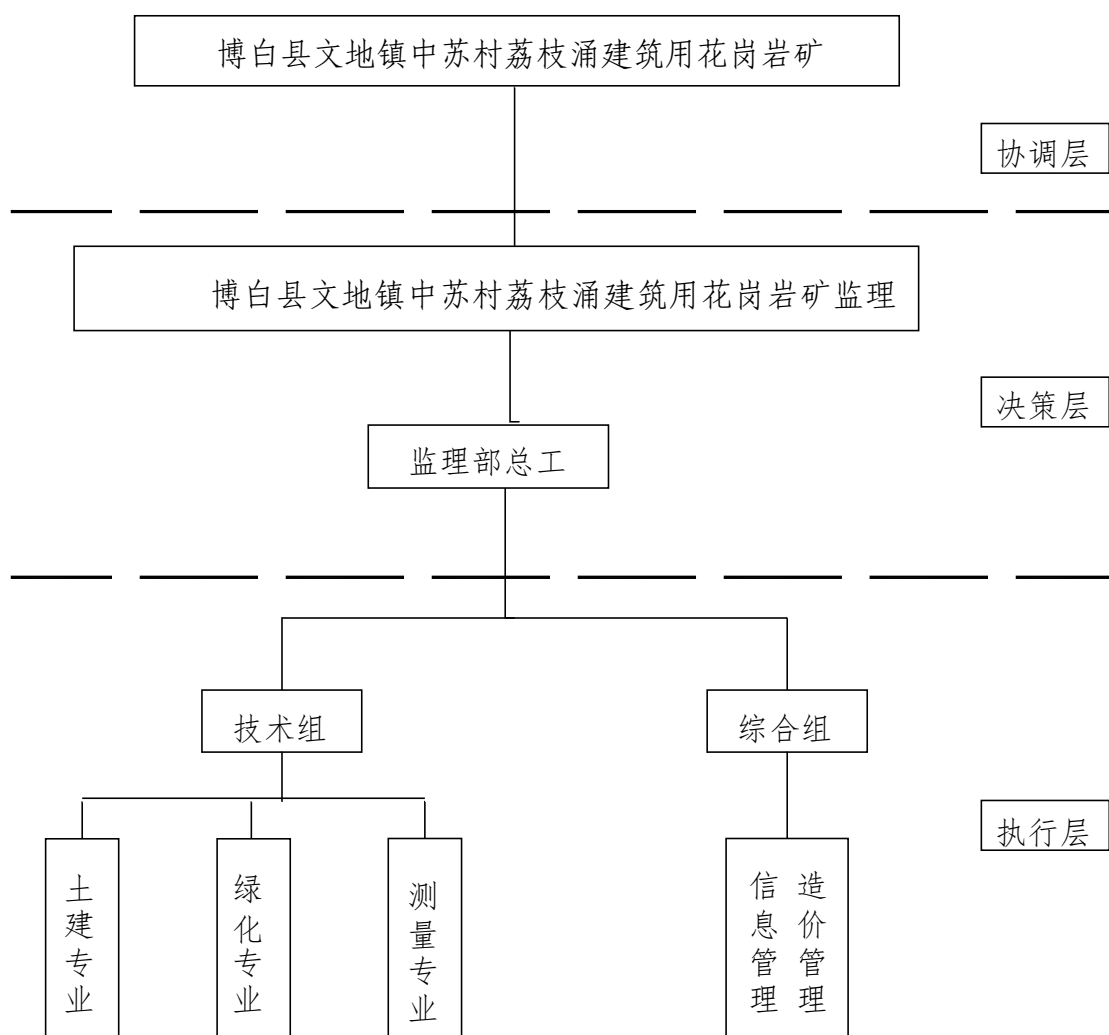 博白县文地镇中苏村荔枝涌建筑用花岗岩矿
协调层
博白县文地镇中苏村荔枝涌建筑用花岗岩矿监理
决策层
监理部总工
技术组
综合组
执行层
土建专业
绿化专业
测量专业
信息管理
造价管理